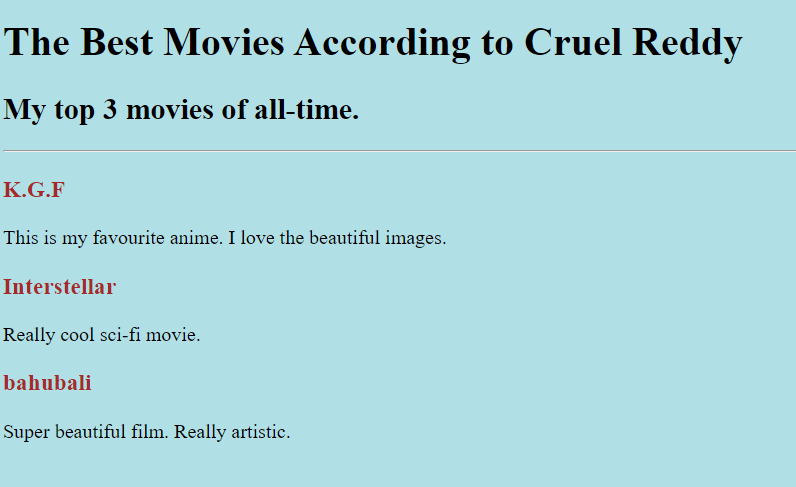 The Best Movies According to Cruel Reddy
My top 3 movies of all-time.
K.G.F
This is my favourite anime. I love the beautiful images.
Interstellar
Really cool sci-fi movie.
bahubali
Super beautiful film. Really artistic.